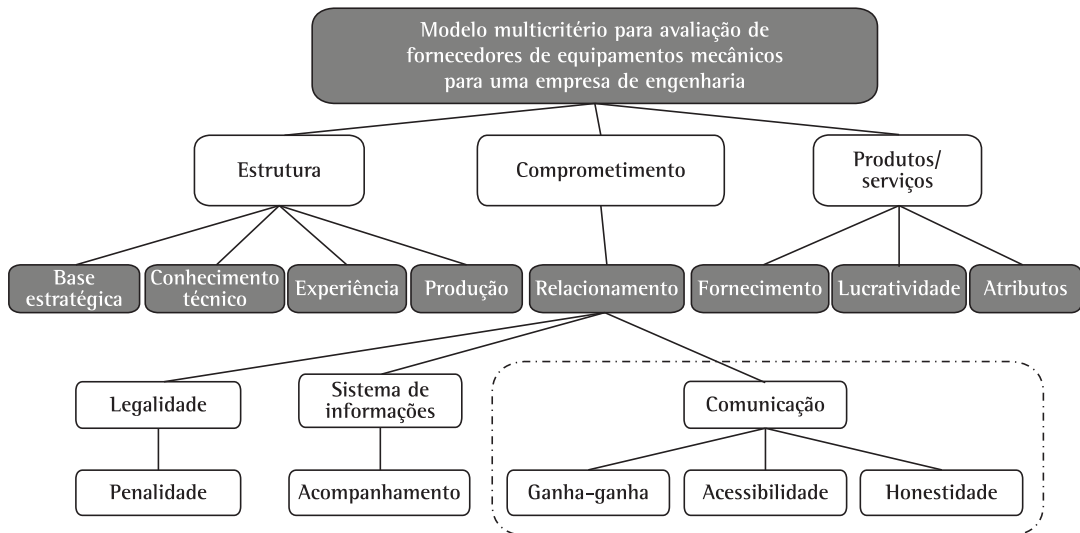 Modelo multicritério para avaliação de
fornecedores de equipamentos mecânicos
para uma empresa de engenharia
Estrutura
Comprometimento
Produtos/
serviços
Base
estratégica
Conhecimento
técnico
Experiência
Produção
Relacionamento
Fornecimento
Lucratividade
Atributos
Legalidade
Sistema de
informações
Comunicação
Penalidade
Acompanhamento
Ganha-ganha
Acessibilidade
Honestidade